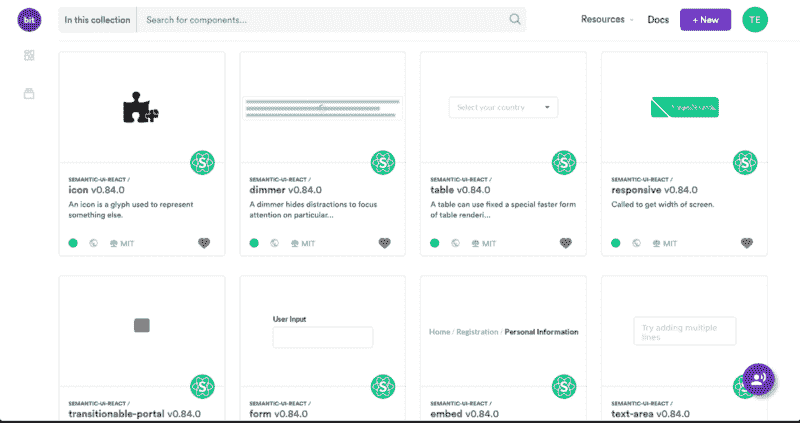 bit
In this collection
Search for components...
Resources
Docs
+ New
TE
SEMANTIC-UI-REACT /
icon v0.84.0
An icon is a glyph used to represent
something else.
MIT
SEMANTIC-UI-REACT /
dimmer v0.84.0
A dimmer hides distractions to focus
attention on particular...
MIT
Select your country
SEMANTIC-UI-REACT /
table v0.84.0
A table can use fixed a special faster form
of table renderi...
MIT
SEMANTIC-UI-REACT /
responsive v0.84.0
Called to get width of screen.
MIT
SEMANTIC-UI-REACT /
transitionable-portal v0.84.0
User Input
SEMANTIC-UI-REACT /
form v0.84.0
Home / Registration / Personal Information
SEMANTIC-UI-REACT /
embed v0.84.0
Try adding multiple
lines
SEMANTIC-UI-REACT /
text-area v0.84.0